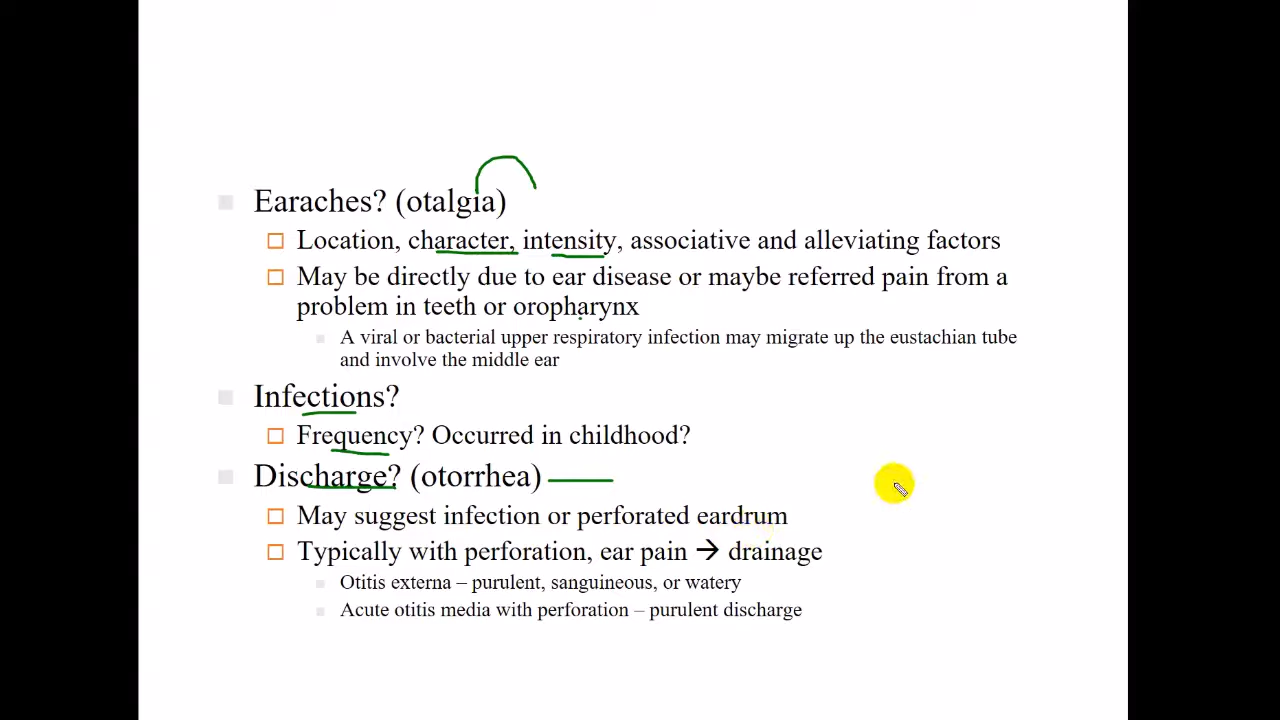 Earaches? (otalgia)
Location, character, intensity, associative and alleviating factors
May be directly due to ear disease or maybe referred pain from a
problem in teeth or oropharynx
A viral or bacterial upper respiratory infection may migrate up the eustachian tube
and involve the middle ear
Infections?
Frequency? Occurred in childhood?
Discharge? (otorrhea)
May suggest infection or perforated eardrum
Typically with perforation, ear pain → drainage
Otitis externa – purulent, sanguineous, or watery
Acute otitis media with perforation – purulent discharge